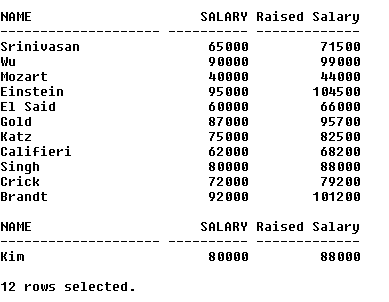 NAME SALARY Raised Salary
-------------------- ---------- -------------
Srinivasan 65000 71500
Wu 90000 99000
Mozart 40000 44000
Einstein 95000 104500
El Said 60000 66000
Gold 87000 95700
Katz 75000 82500
Califieri 62000 68200
Singh 80000 88000
Crick 72000 79200
Brandt 92000 101200
NAME SALARY Raised Salary
-------------------- ---------- -------------
Kim 80000 88000
12 rows selected.